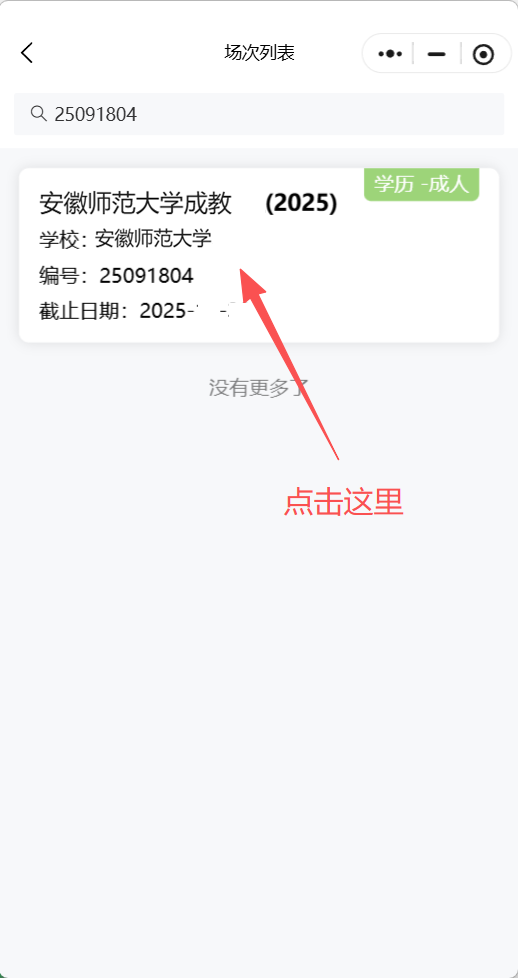 场次列表
25091804
学历 -成人
安徽师范大学成教 (2025)
学校：安徽师范大学
编号：25091804
截止日期：2025-
没有更多了
点击这里